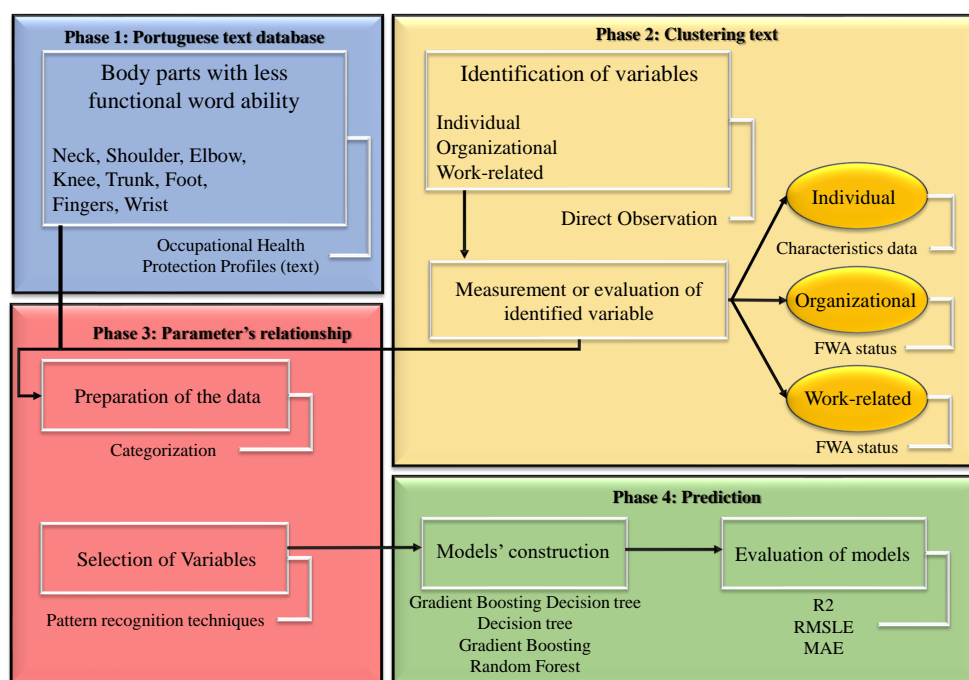 Phase 1: Portuguese text database
Body parts with less
functional word ability
Neck, Shoulder, Elbow,
Knee, Trunk, Foot,
Fingers, Wrist
Occupational Health
Protection Profiles (text)
Phase 2: Clustering text
Identification of variables
Individual
Organizational
Work-related
Direct Observation
Measurement or evaluation of
identified variable
Individual
Characteristics data
Organizational
FWA status
Work-related
FWA status
Phase 3: Parameter's relationship
Preparation of the data
Categorization
Selection of Variables
Pattern recognition techniques
Phase 4: Prediction
Models' construction
Gradient Boosting Decision tree
Decision tree
Gradient Boosting
Random Forest
Evaluation of models
R2
RMSLE
MAE